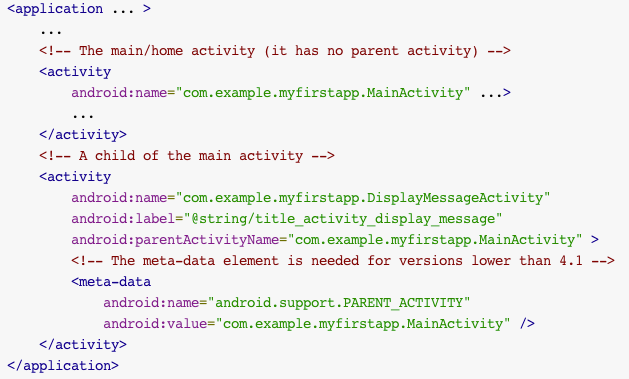 <application ... >
    ...
    <!-- The main/home activity (it has no parent activity) -->
    <activity
        android:name="com.example.myfirstapp.MainActivity" ...>
        ...
    </activity>
    <!-- A child of the main activity -->
    <activity
        android:name="com.example.myfirstapp.DisplayMessageActivity"
        android:label="@string/title_activity_display_message"
        android:parentActivityName="com.example.myfirstapp.MainActivity" >
        <!-- The meta-data element is needed for versions lower than 4.1 -->
        <meta-data
            android:name="android.support.PARENT_ACTIVITY"
            android:value="com.example.myfirstapp.MainActivity" />
    </activity>
</application>